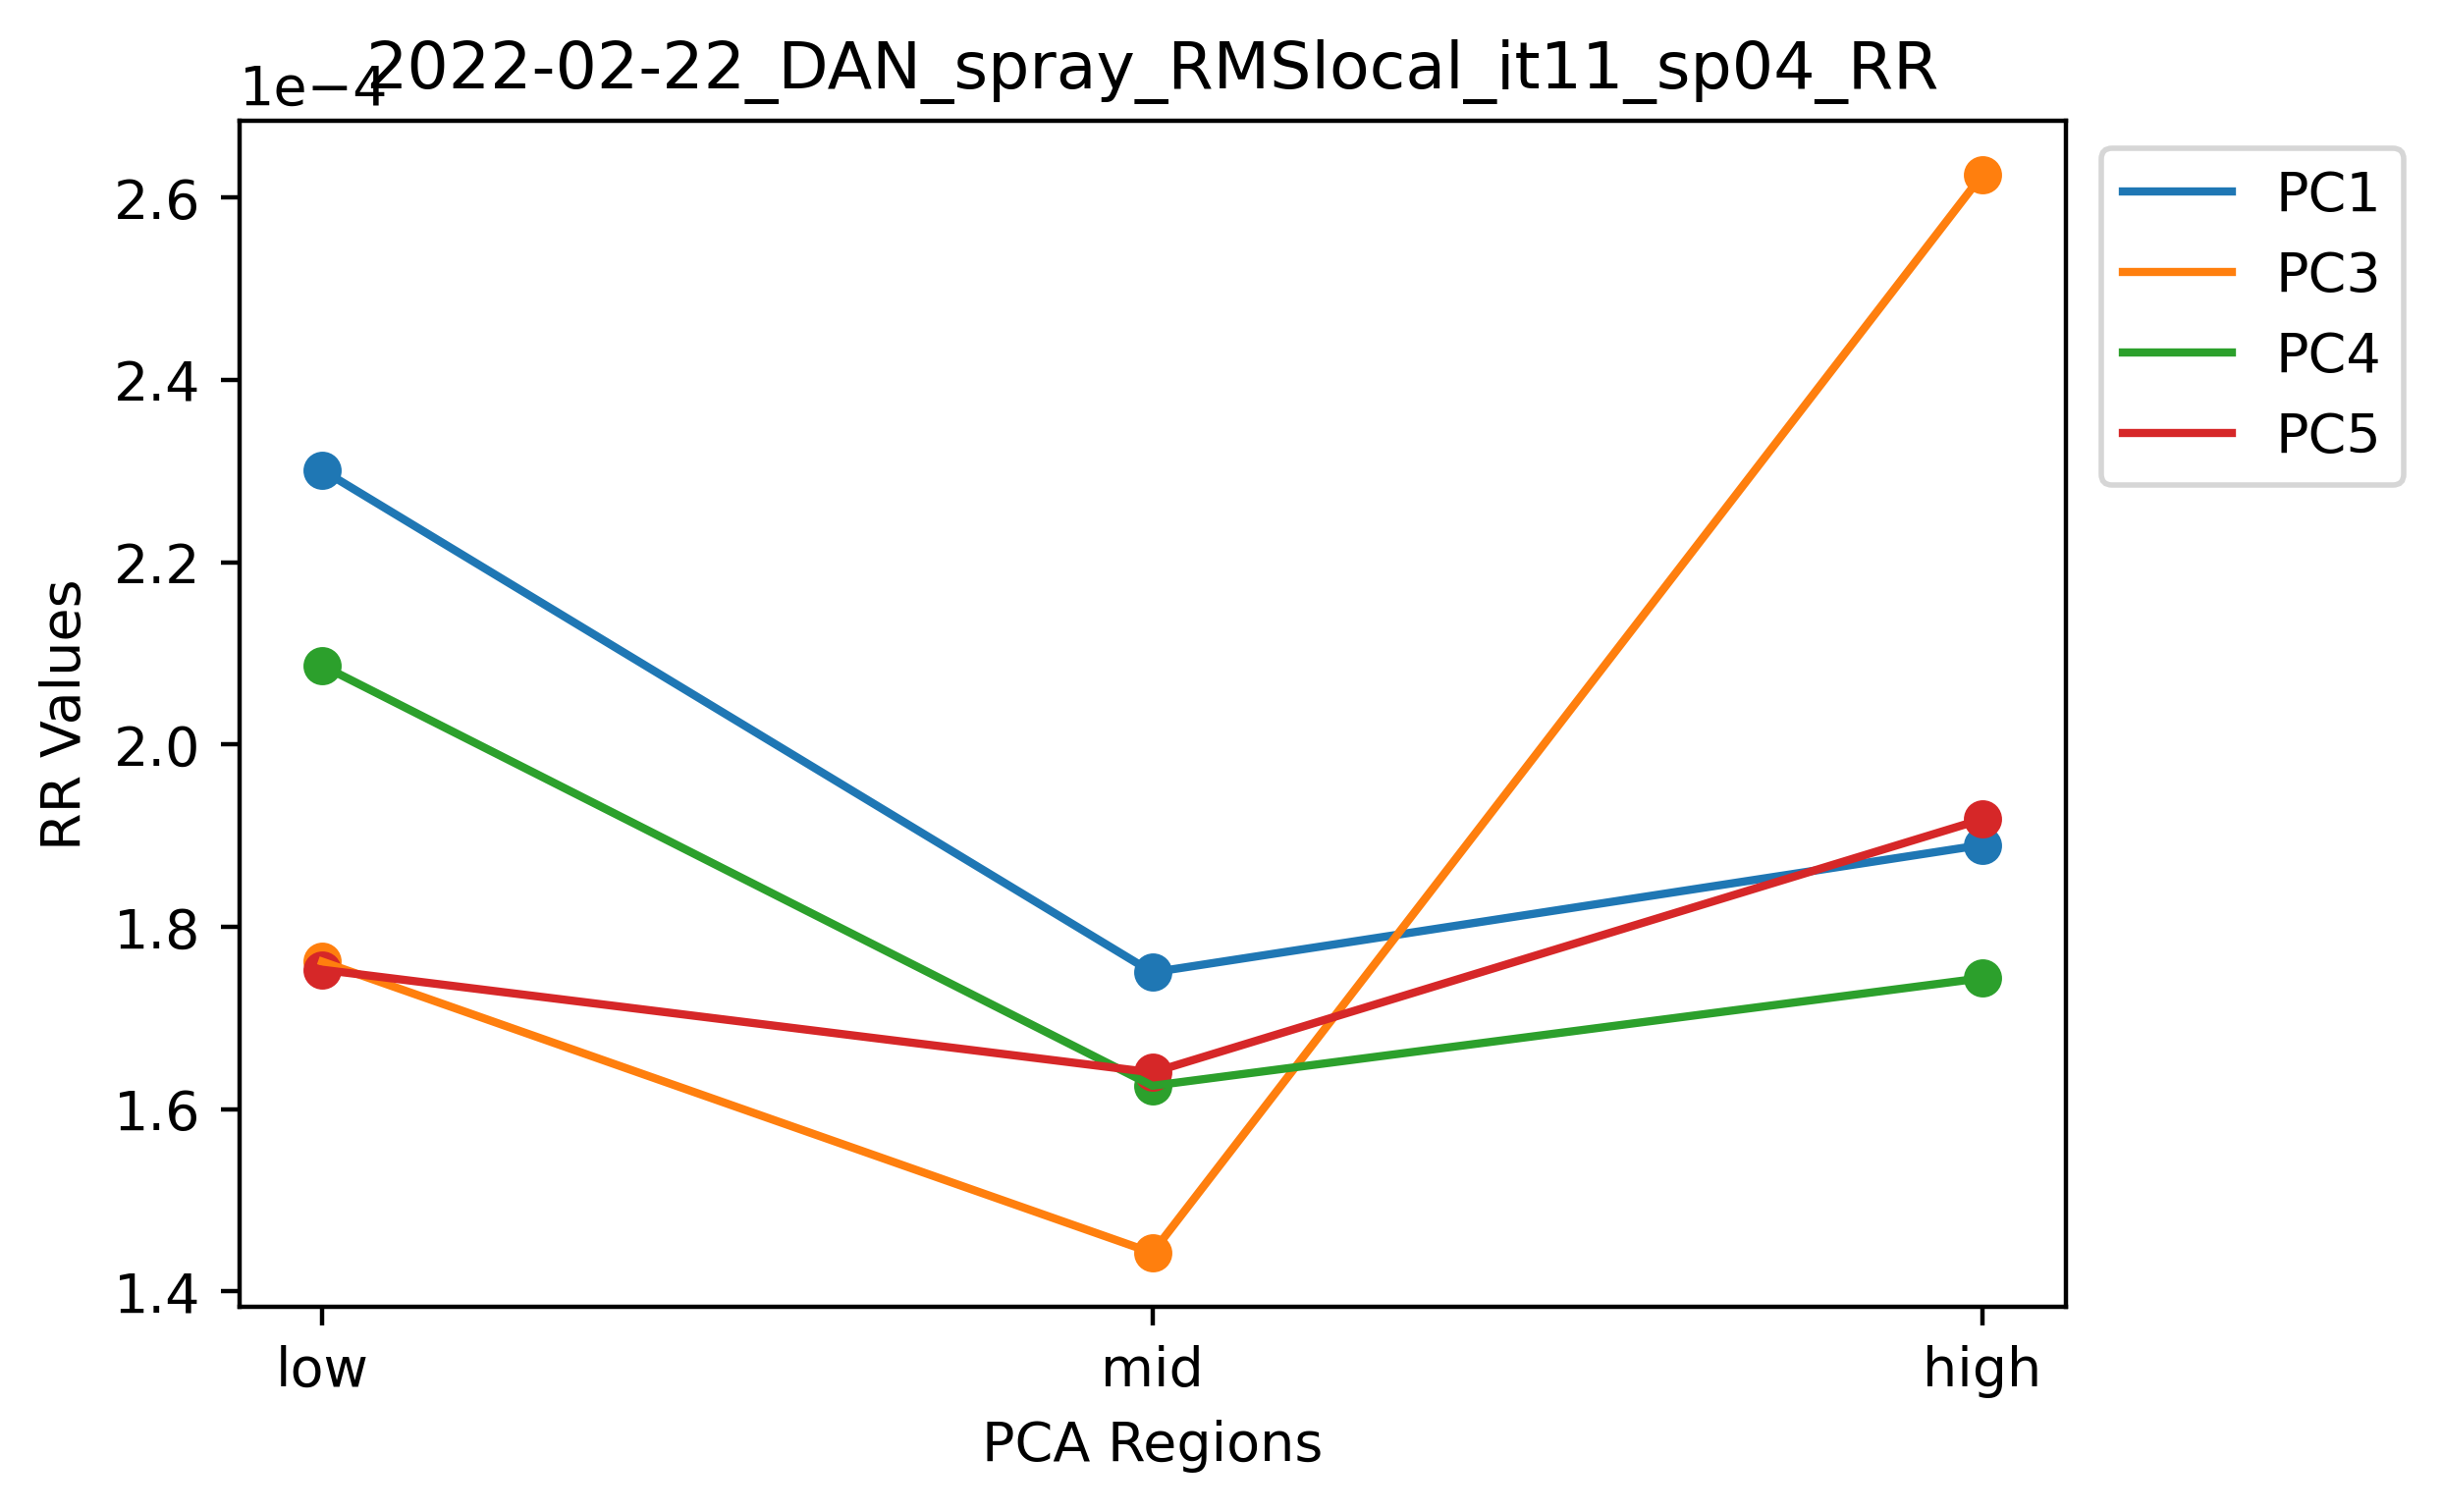 1e−4
2022-02-22_DAN_spray_RMSlocal_it11_sp04_RR
2.6
2.4
2.2
2.0
1.8
1.6
1.4
RR Values
low mid high
PCA Regions
PC1
PC3
PC4
PC5